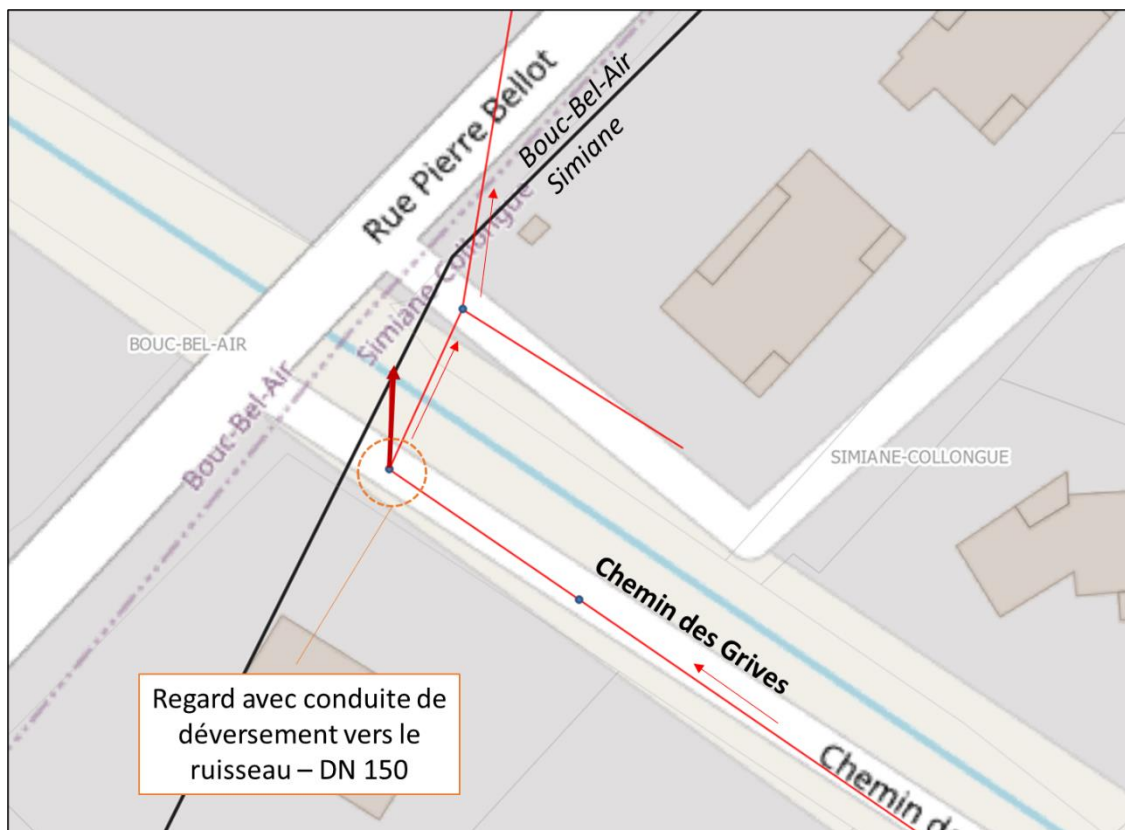 Rue Pierre Bellot
Bouc-Bel-Air
Simiane
Simiane-Collongue
BOUC-BEL-AIR
Bouc-Bel-Air
SIMIANE-COLLONGUE
Chemin des Grives
Regard avec conduite de
déversement vers le
ruisseau – DN 150
Chemin de